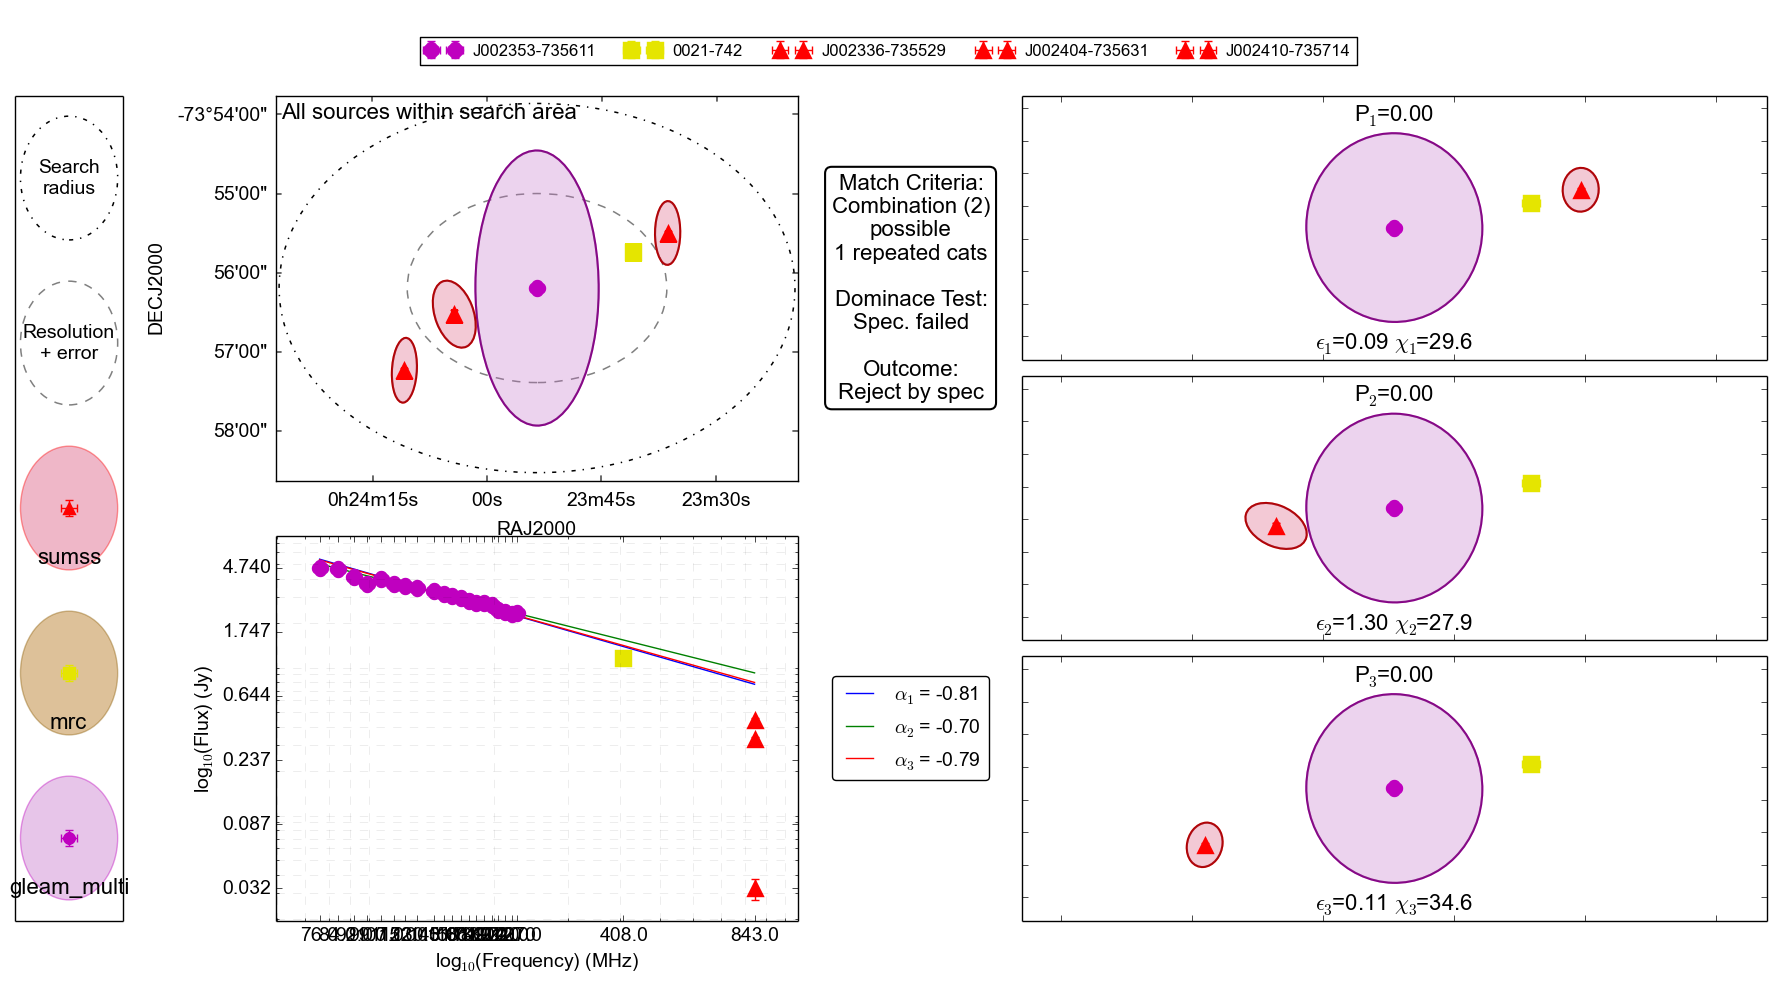 J002353-735611 0021-742 J002336-735529 J002404-735631 J002410-735714
Search
radius
Resolution
+ error
sumss
mrc
gleam_multi
All sources within search area
DECJ2000
-73°54'00"
55'00"
56'00"
57'00"
58'00"
0h24m15s 00s 23m45s 23m30s
RAJ2000
log10(Flux) (Jy)
4.740
1.747
0.644
0.237
0.087
0.032
408.0 843.0
log10(Frequency) (MHz)
Match Criteria:
Combination (2)
possible
1 repeated cats
Dominace Test:
Spec. failed
Outcome:
Reject by spec
α1 = -0.81
α2 = -0.70
α3 = -0.79
P1=0.00
ϵ1=0.09 χ1=29.6
P2=0.00
ϵ2=1.30 χ2=27.9
P3=0.00
ϵ3=0.11 χ3=34.6